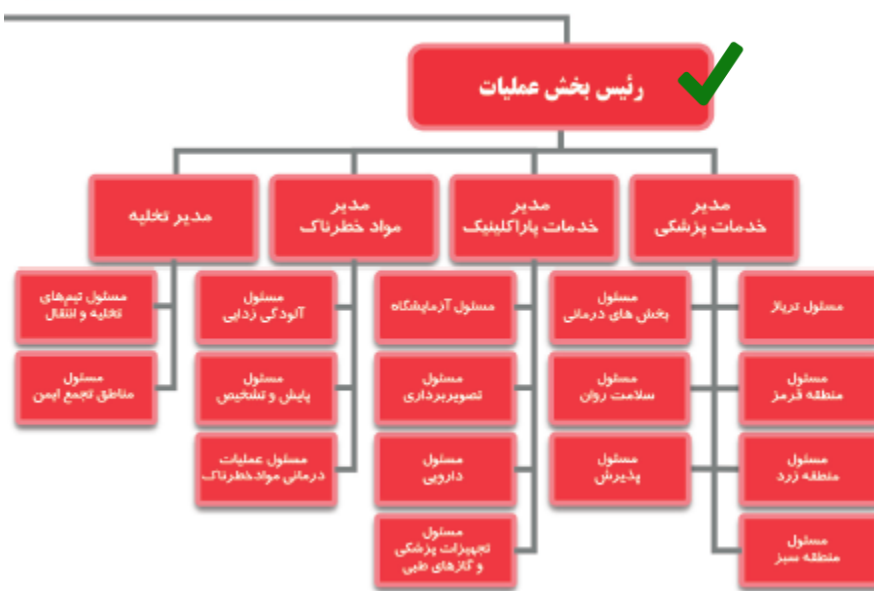 رئیس بخش عملیات
مدیر
خدمات پزشکی
مدیر
خدمات پاراکلینیک
مدیر
مواد خطرناک
مدیر تخلیه
مسئول تریاژ
مسئول
بخش های درمانی
مسئول آزمایشگاه
مسئول
آلودگی زدایی
مسئول تیم‌های
تخلیه و انتقال
مسئول
منطقه قرمز
مسئول
سلامت روان
مسئول
تصویربرداری
مسئول
پایش و تشخیص
مسئول
مناطق تجمع ایمن
مسئول
منطقه زرد
مسئول
پذیرش
مسئول
دارویی
مسئول عملیات
درمانی موادخطرناک
مسئول
منطقه سبز
مسئول
تجهیزات پزشکی
و گازهای طبی